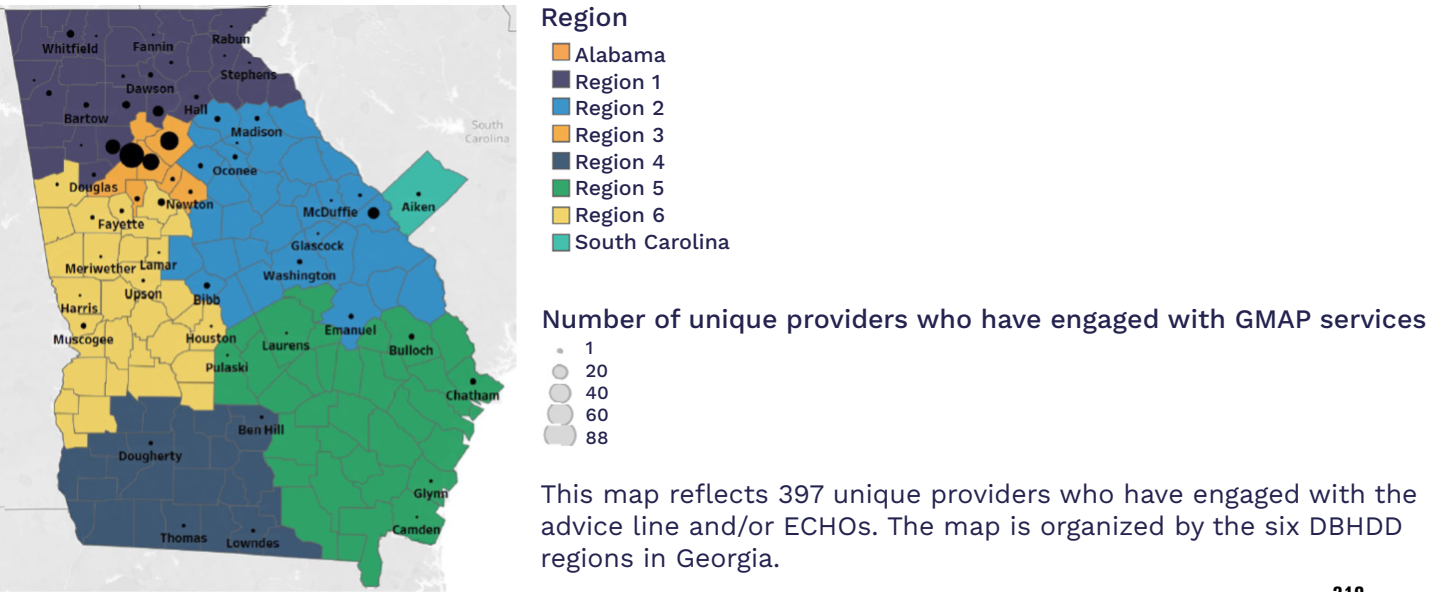 Whitfield
Fannin
Rabun
Stephens
Dawson
Hall
Bartow
Madison
South
Carolina
Oconee
Douglas
Newton
McDuffie
Aiken
Fayette
Glascock
Meriwether
Lamar
Washington
Upson
Bibb
Harris
Emanuel
Muscogee
Houston
Laurens
Bulloch
Pulaski
Chatham
Ben Hill
Dougherty
Glynn
Camden
Thomas
Lowndes
Region
Alabama
Region 1
Region 2
Region 3
Region 4
Region 5
Region 6
South Carolina
Number of unique providers who have engaged with GMAP services
1
20
40
60
88
This map reflects 397 unique providers who have engaged with the
advice line and/or ECHOs. The map is organized by the six DBHDD
regions in Georgia.